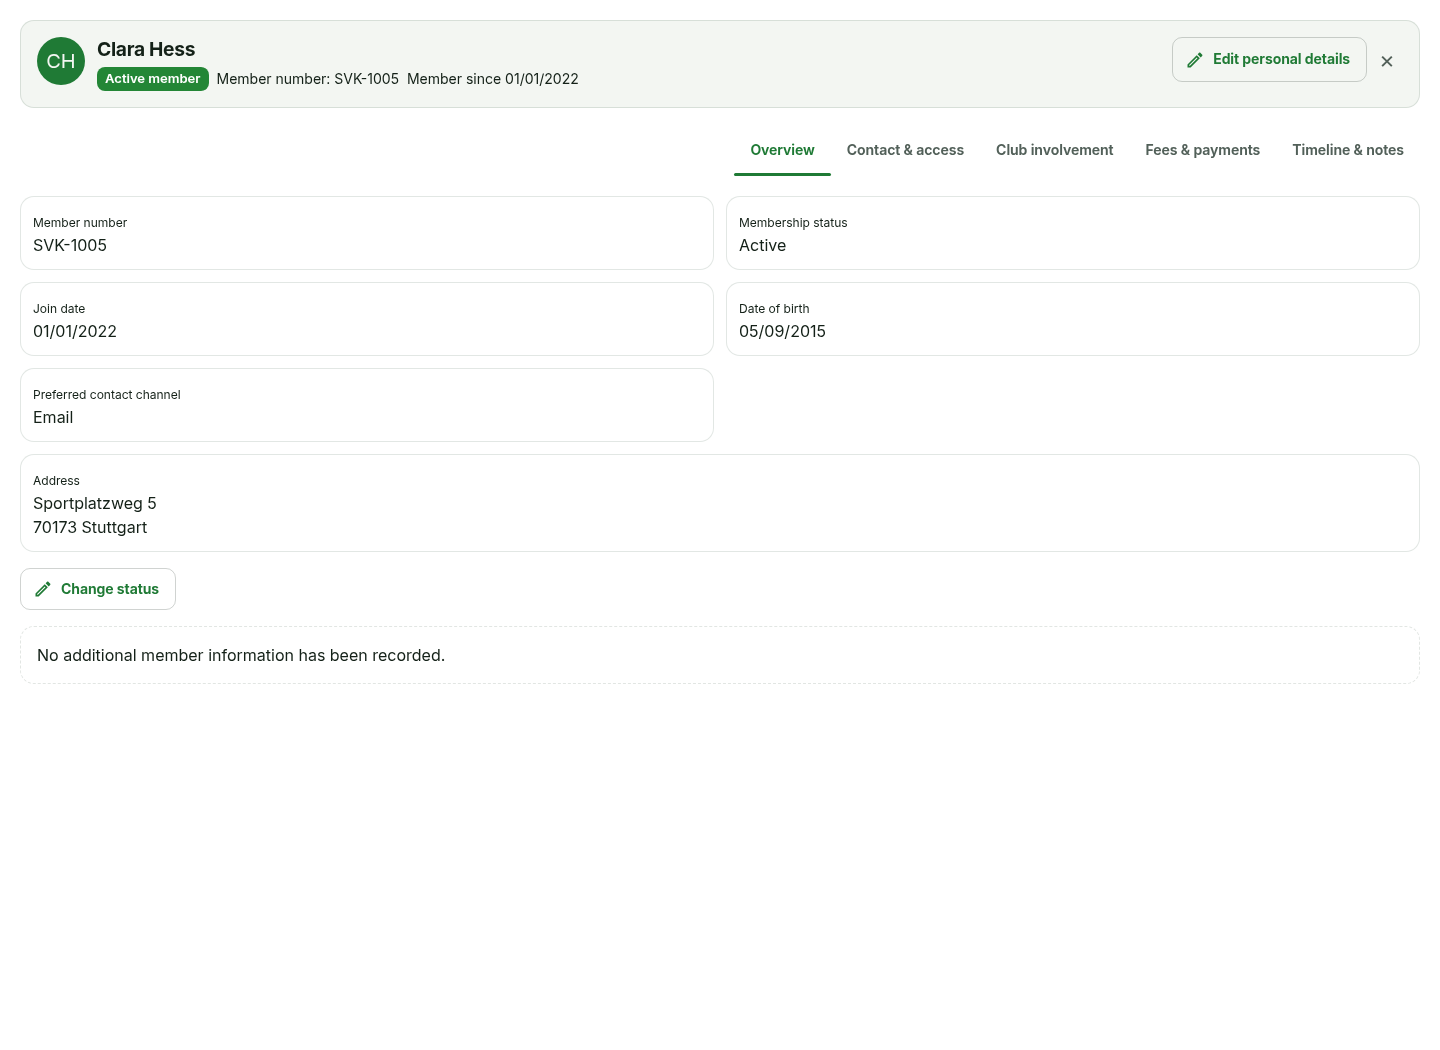 CH
Clara Hess
Active member Member number: SVK-1005 Member since 01/01/2022
Edit personal details
Overview Contact & access Club involvement Fees & payments Timeline & notes
Member number
SVK-1005
Membership status
Active
Join date
01/01/2022
Date of birth
05/09/2015
Preferred contact channel
Email
Address
Sportplatzweg 5
70173 Stuttgart
Change status
No additional member information has been recorded.